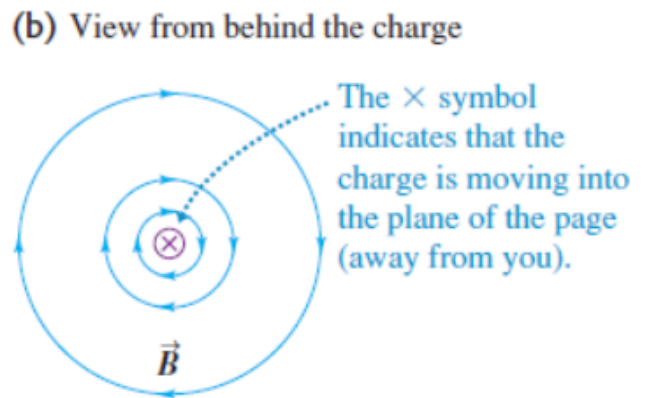 (b) View from behind the charge
The × symbol
indicates that the
charge is moving into
the plane of the page
(away from you).
B⃗